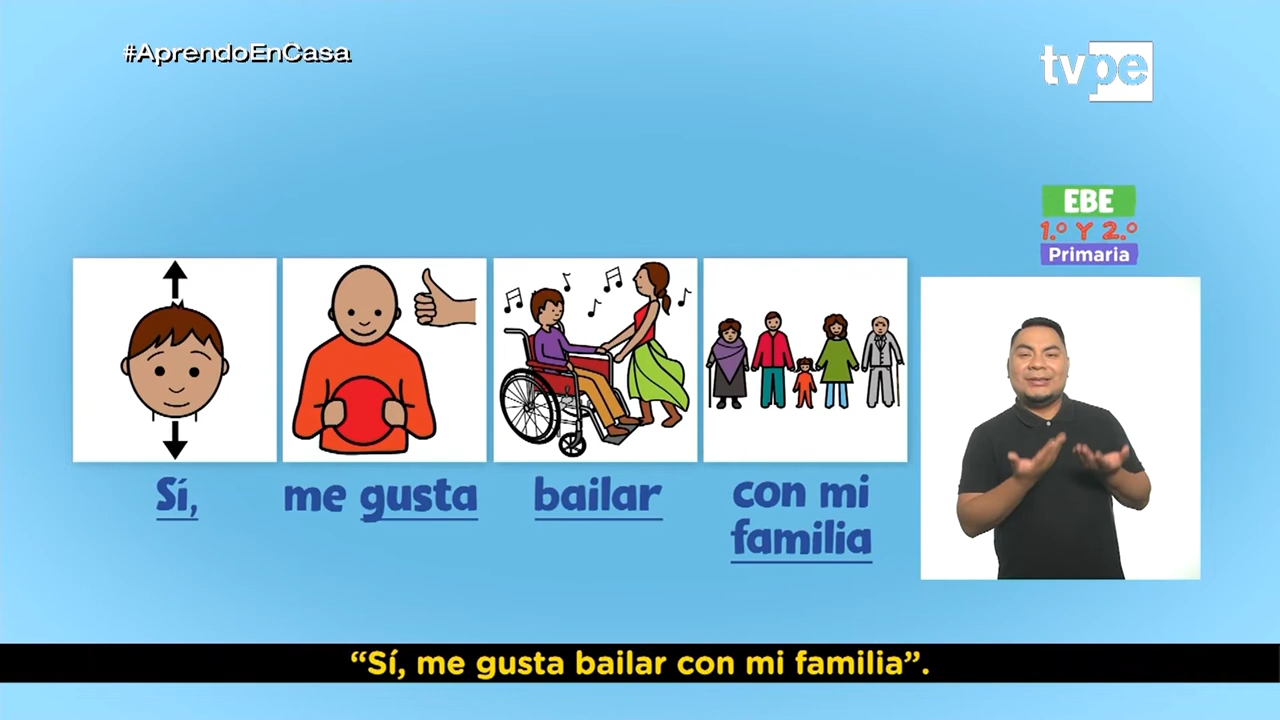 #AprendoEnCasa
tvpe
EBE
1.º Y 2.º
Primaria
Sí,
me gusta
bailar
con mi
familia
“Sí, me gusta bailar con mi familia”.